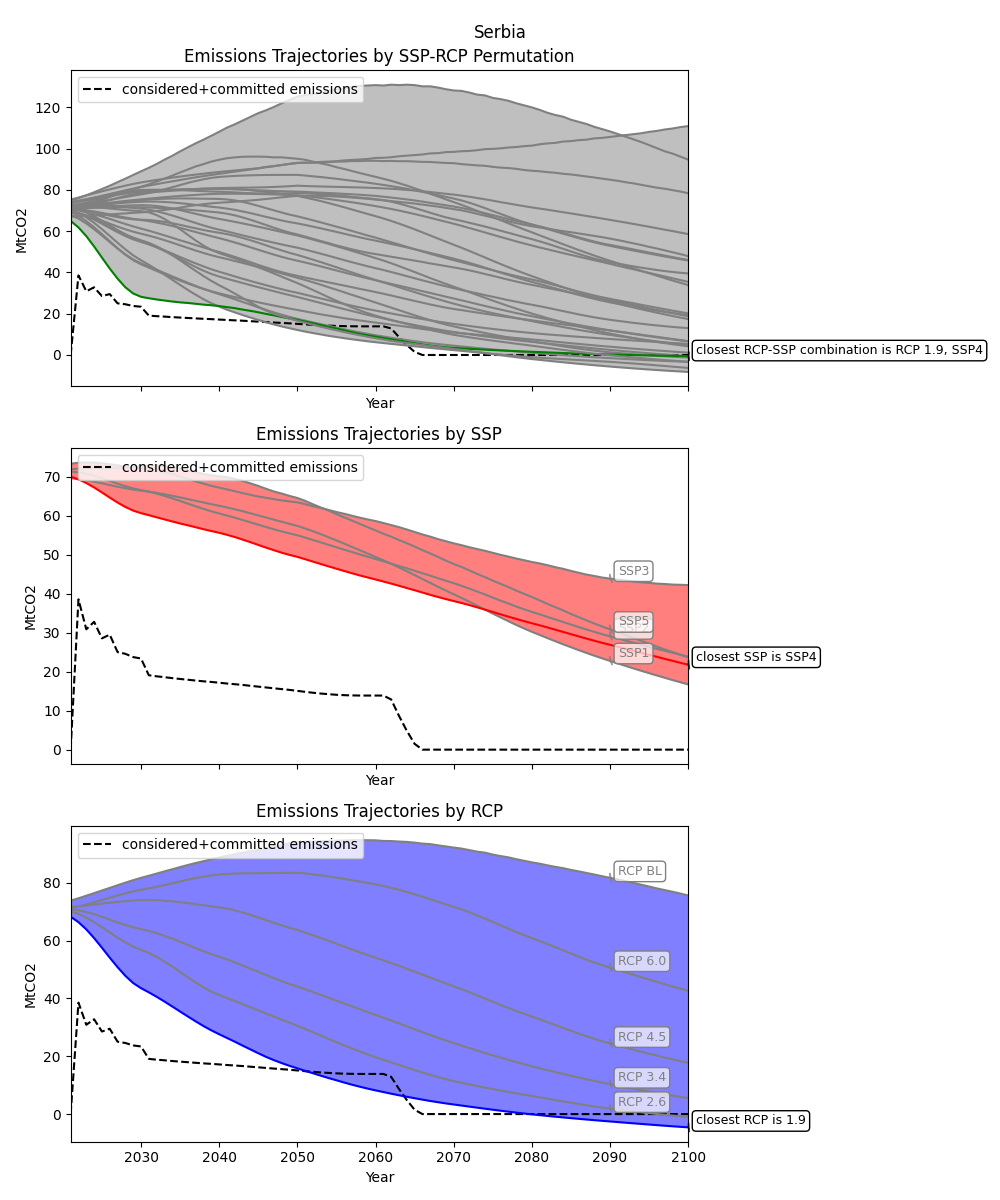 Serbia
Emissions Trajectories by SSP-RCP Permutation
considered+committed emissions
120
100
80
60
40
20
0
MtCO2
closest RCP-SSP combination is RCP 1.9, SSP4
Year
Emissions Trajectories by SSP
considered+committed emissions
70
60
50
40
30
20
10
0
MtCO2
SSP3
SSP5
SSP1
closest SSP is SSP4
Year
Emissions Trajectories by RCP
considered+committed emissions
80
60
40
20
0
MtCO2
RCP BL
RCP 6.0
RCP 4.5
RCP 3.4
RCP 2.6
closest RCP is 1.9
2030 2040 2050 2060 2070 2080 2090 2100
Year